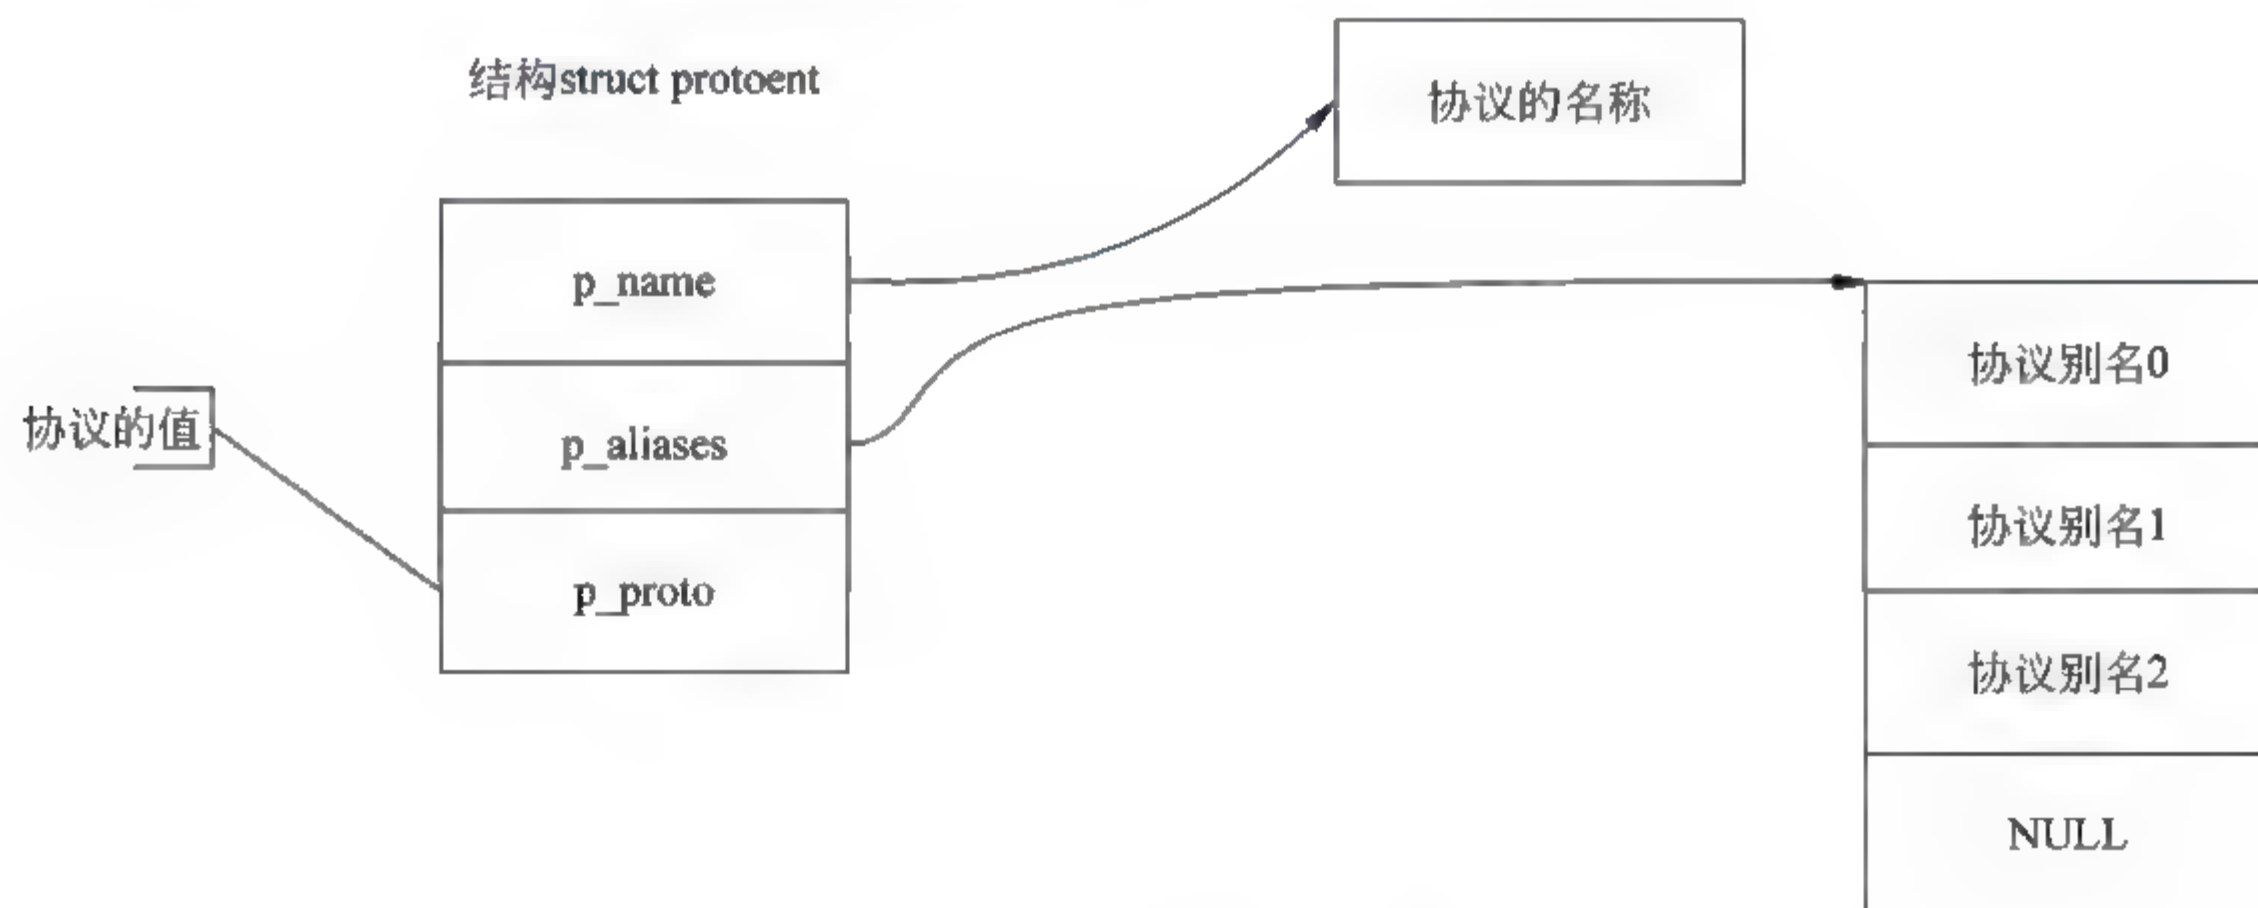 结构struct protoent
协议的名称
p_name
p_aliases
p_proto
协议的值
协议别名0
协议别名1
协议别名2
NULL